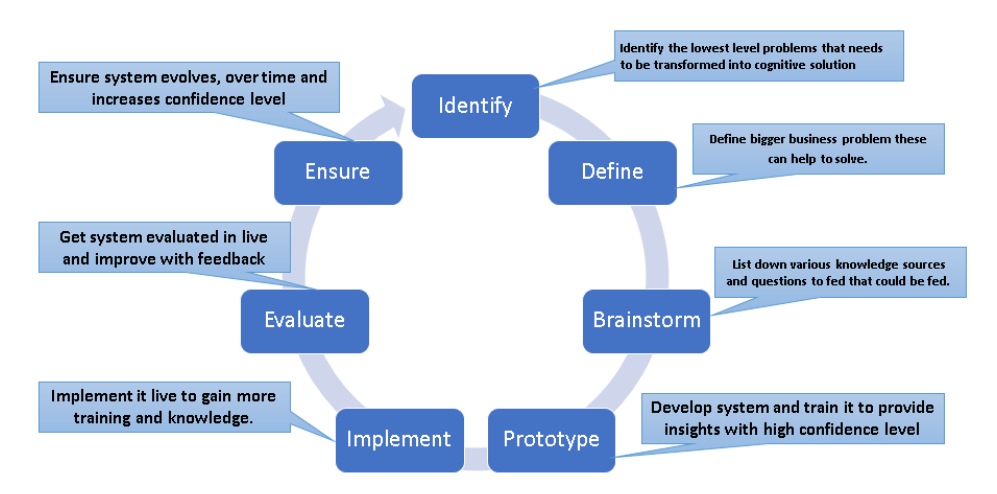 Identify
Identify the lowest level problems that needs
to be transformed into cognitive solution
Define
Define bigger business problem these
can help to solve.
Brainstorm
List down various knowledge sources
and questions to fed that could be fed.
Prototype
Develop system and train it to provide
insights with high confidence level
Implement
Implement it live to gain more
training and knowledge.
Evaluate
Get system evaluated in live
and improve with feedback
Ensure
Ensure system evolves, over time and
increases confidence level